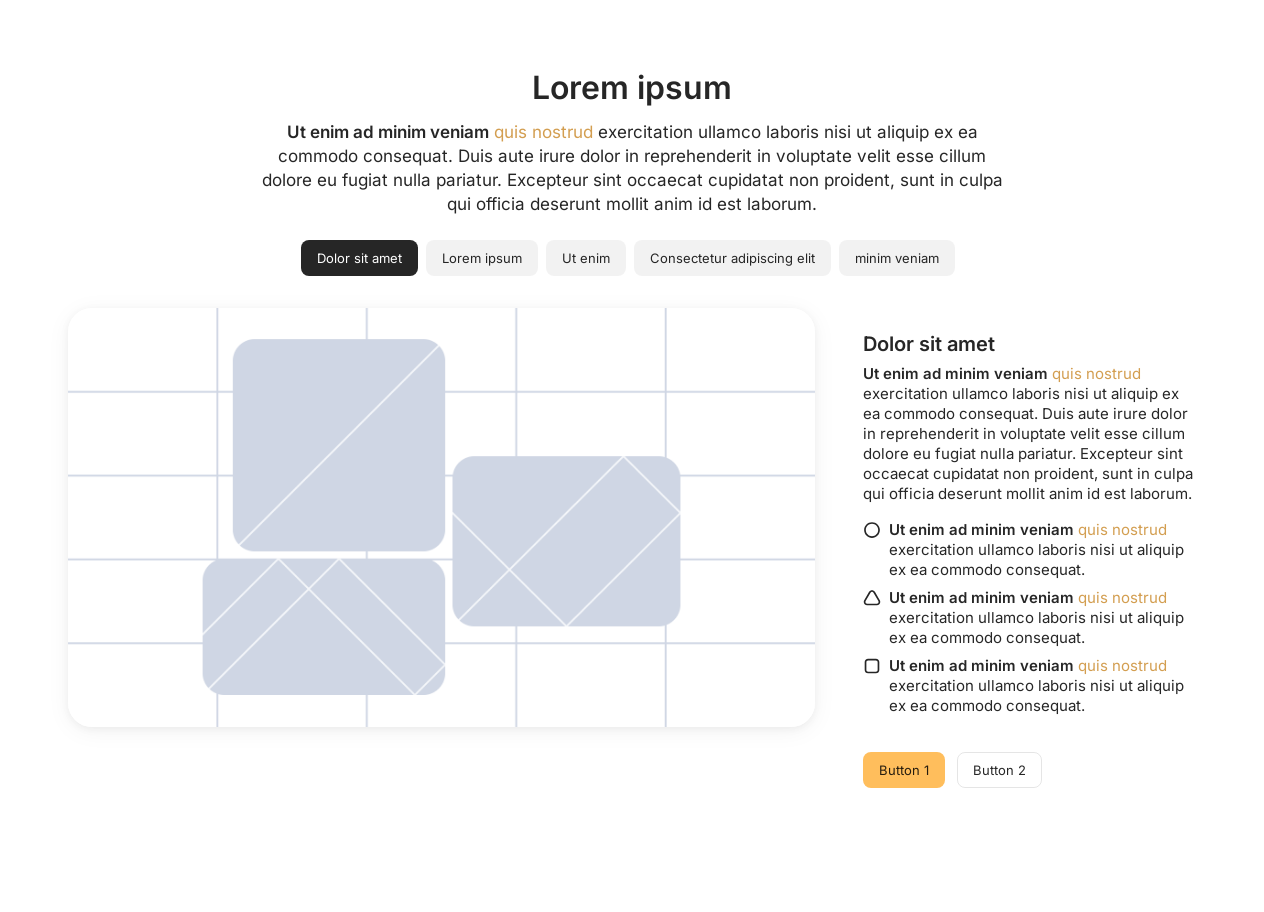 Lorem ipsum
Ut enim ad minim veniam quis nostrud exercitation ullamco laboris nisi ut aliquip ex ea
commodo consequat. Duis aute irure dolor in reprehenderit in voluptate velit esse cillum
dolore eu fugiat nulla pariatur. Excepteur sint occaecat cupidatat non proident, sunt in culpa
qui officia deserunt mollit anim id est laborum.
Dolor sit amet
Lorem ipsum
Ut enim
Consectetur adipiscing elit
minim veniam
Dolor sit amet
Ut enim ad minim veniam quis nostrud
exercitation ullamco laboris nisi ut aliquip ex
ea commodo consequat. Duis aute irure dolor
in reprehenderit in voluptate velit esse cillum
dolore eu fugiat nulla pariatur. Excepteur sint
occaecat cupidatat non proident, sunt in culpa
qui officia deserunt mollit anim id est laborum.
Ut enim ad minim veniam quis nostrud
exercitation ullamco laboris nisi ut aliquip
ex ea commodo consequat.
Ut enim ad minim veniam quis nostrud
exercitation ullamco laboris nisi ut aliquip
ex ea commodo consequat.
Ut enim ad minim veniam quis nostrud
exercitation ullamco laboris nisi ut aliquip
ex ea commodo consequat.
Button 1
Button 2